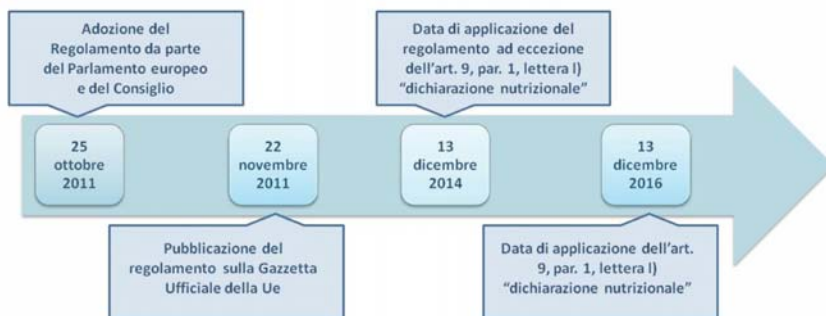 Adozione del
Regolamento da parte
del Parlamento europeo
e del Consiglio
Data di applicazione del
regolamento ad eccezione
dell'art. 9, par. 1, lettera l)
“dichiarazione nutrizionale”
25
ottobre
2011
22
novembre
2011
13
dicembre
2014
13
dicembre
2016
Pubblicazione del
regolamento sulla Gazzetta
Ufficiale della Ue
Data di applicazione dell'art.
9, par. 1, lettera l)
“dichiarazione nutrizionale”